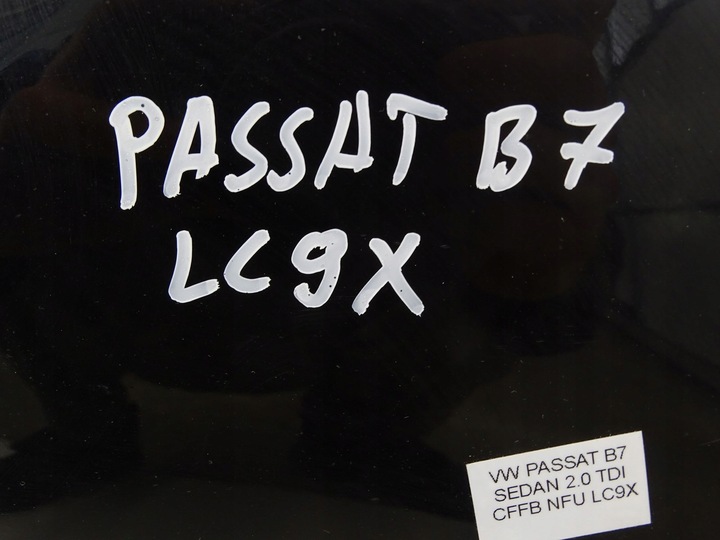 PASSAT B7
LC9X
VW PASSAT B7
SEDAN 2.0 TDI
CFFB NFU LC9X